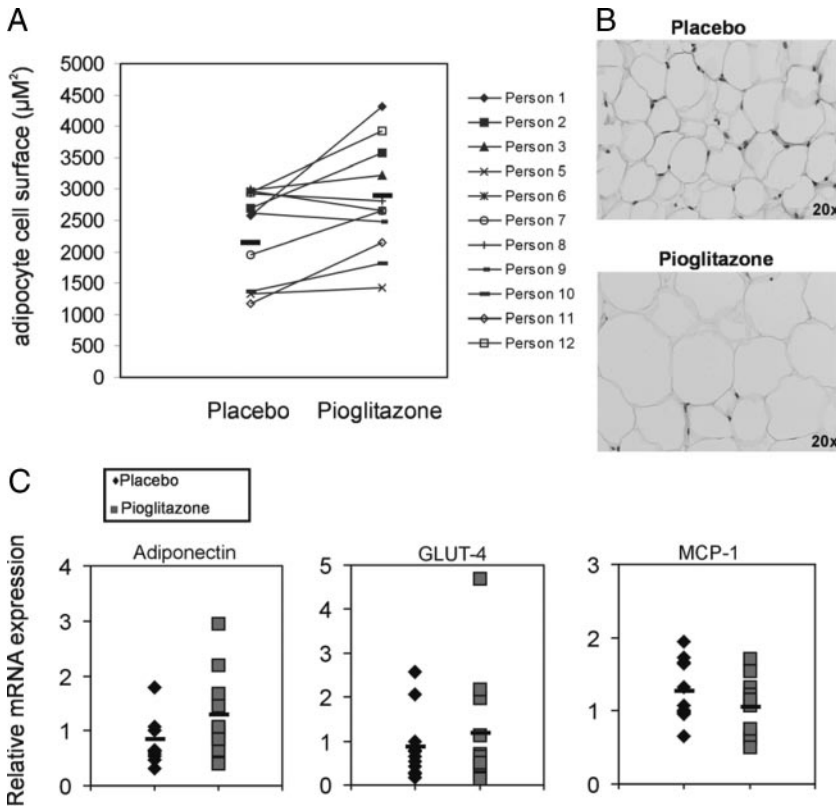 A
adipocyte cell surface (µM²)
5000
4500
4000
3500
3000
2500
2000
1500
1000
500
0
Placebo Pioglitazone
Person 1
Person 2
Person 3
Person 5
Person 6
Person 7
Person 8
Person 9
Person 10
Person 11
Person 12
B
Placebo
20x
Pioglitazone
20x
C
Placebo
Pioglitazone
Relative mRNA expression
Adiponectin
4
3
2
1
0
GLUT-4
5
4
3
2
1
0
MCP-1
3
2
1
0